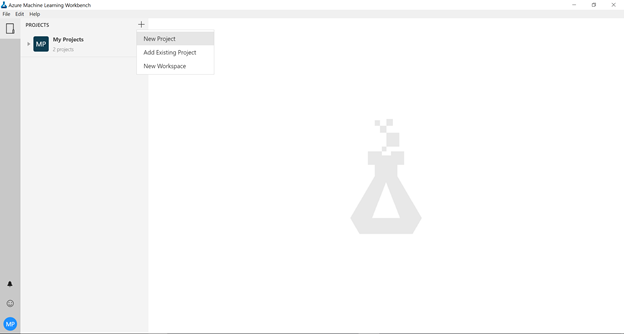 Azure Machine Learning Workbench
File Edit Help
PROJECTS
MP My Projects
2 projects
New Project
Add Existing Project
New Workspace
MP